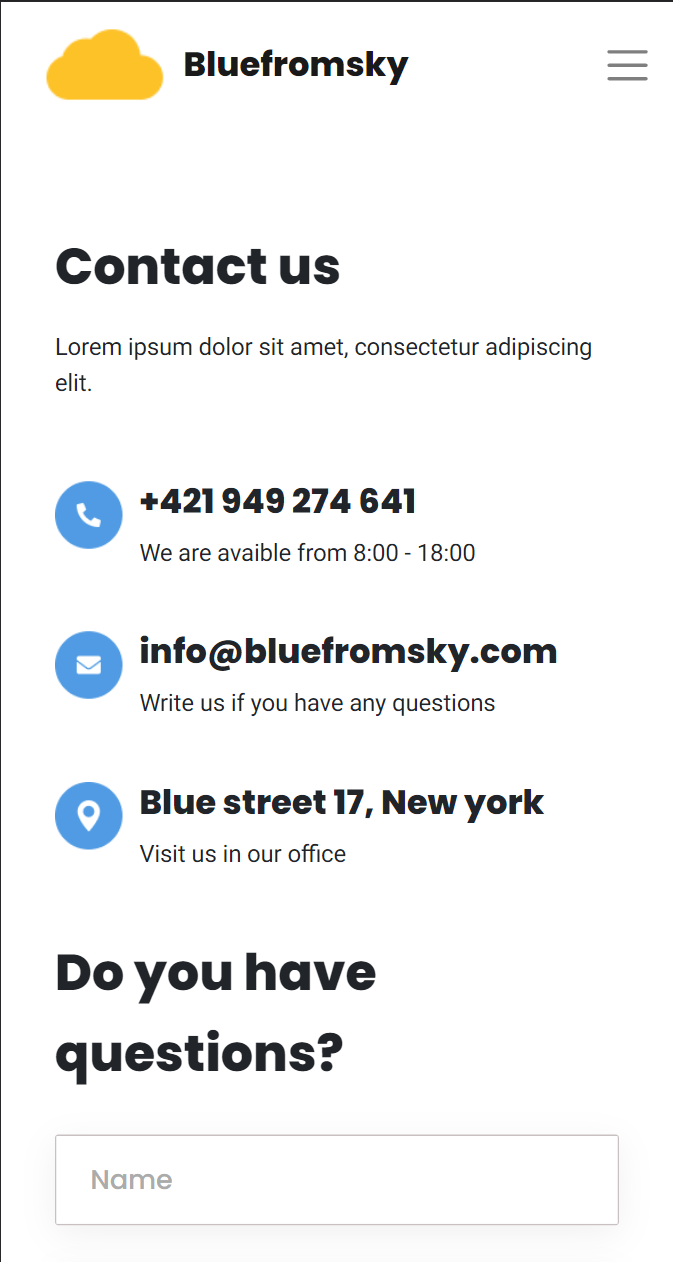 Bluefromsky
Contact us
Lorem ipsum dolor sit amet, consectetur adipiscing
elit.
+421 949 274 641
We are avaible from 8:00 - 18:00
info@bluefromsky.com
Write us if you have any questions
Blue street 17, New york
Visit us in our office
Do you have
questions?
Name